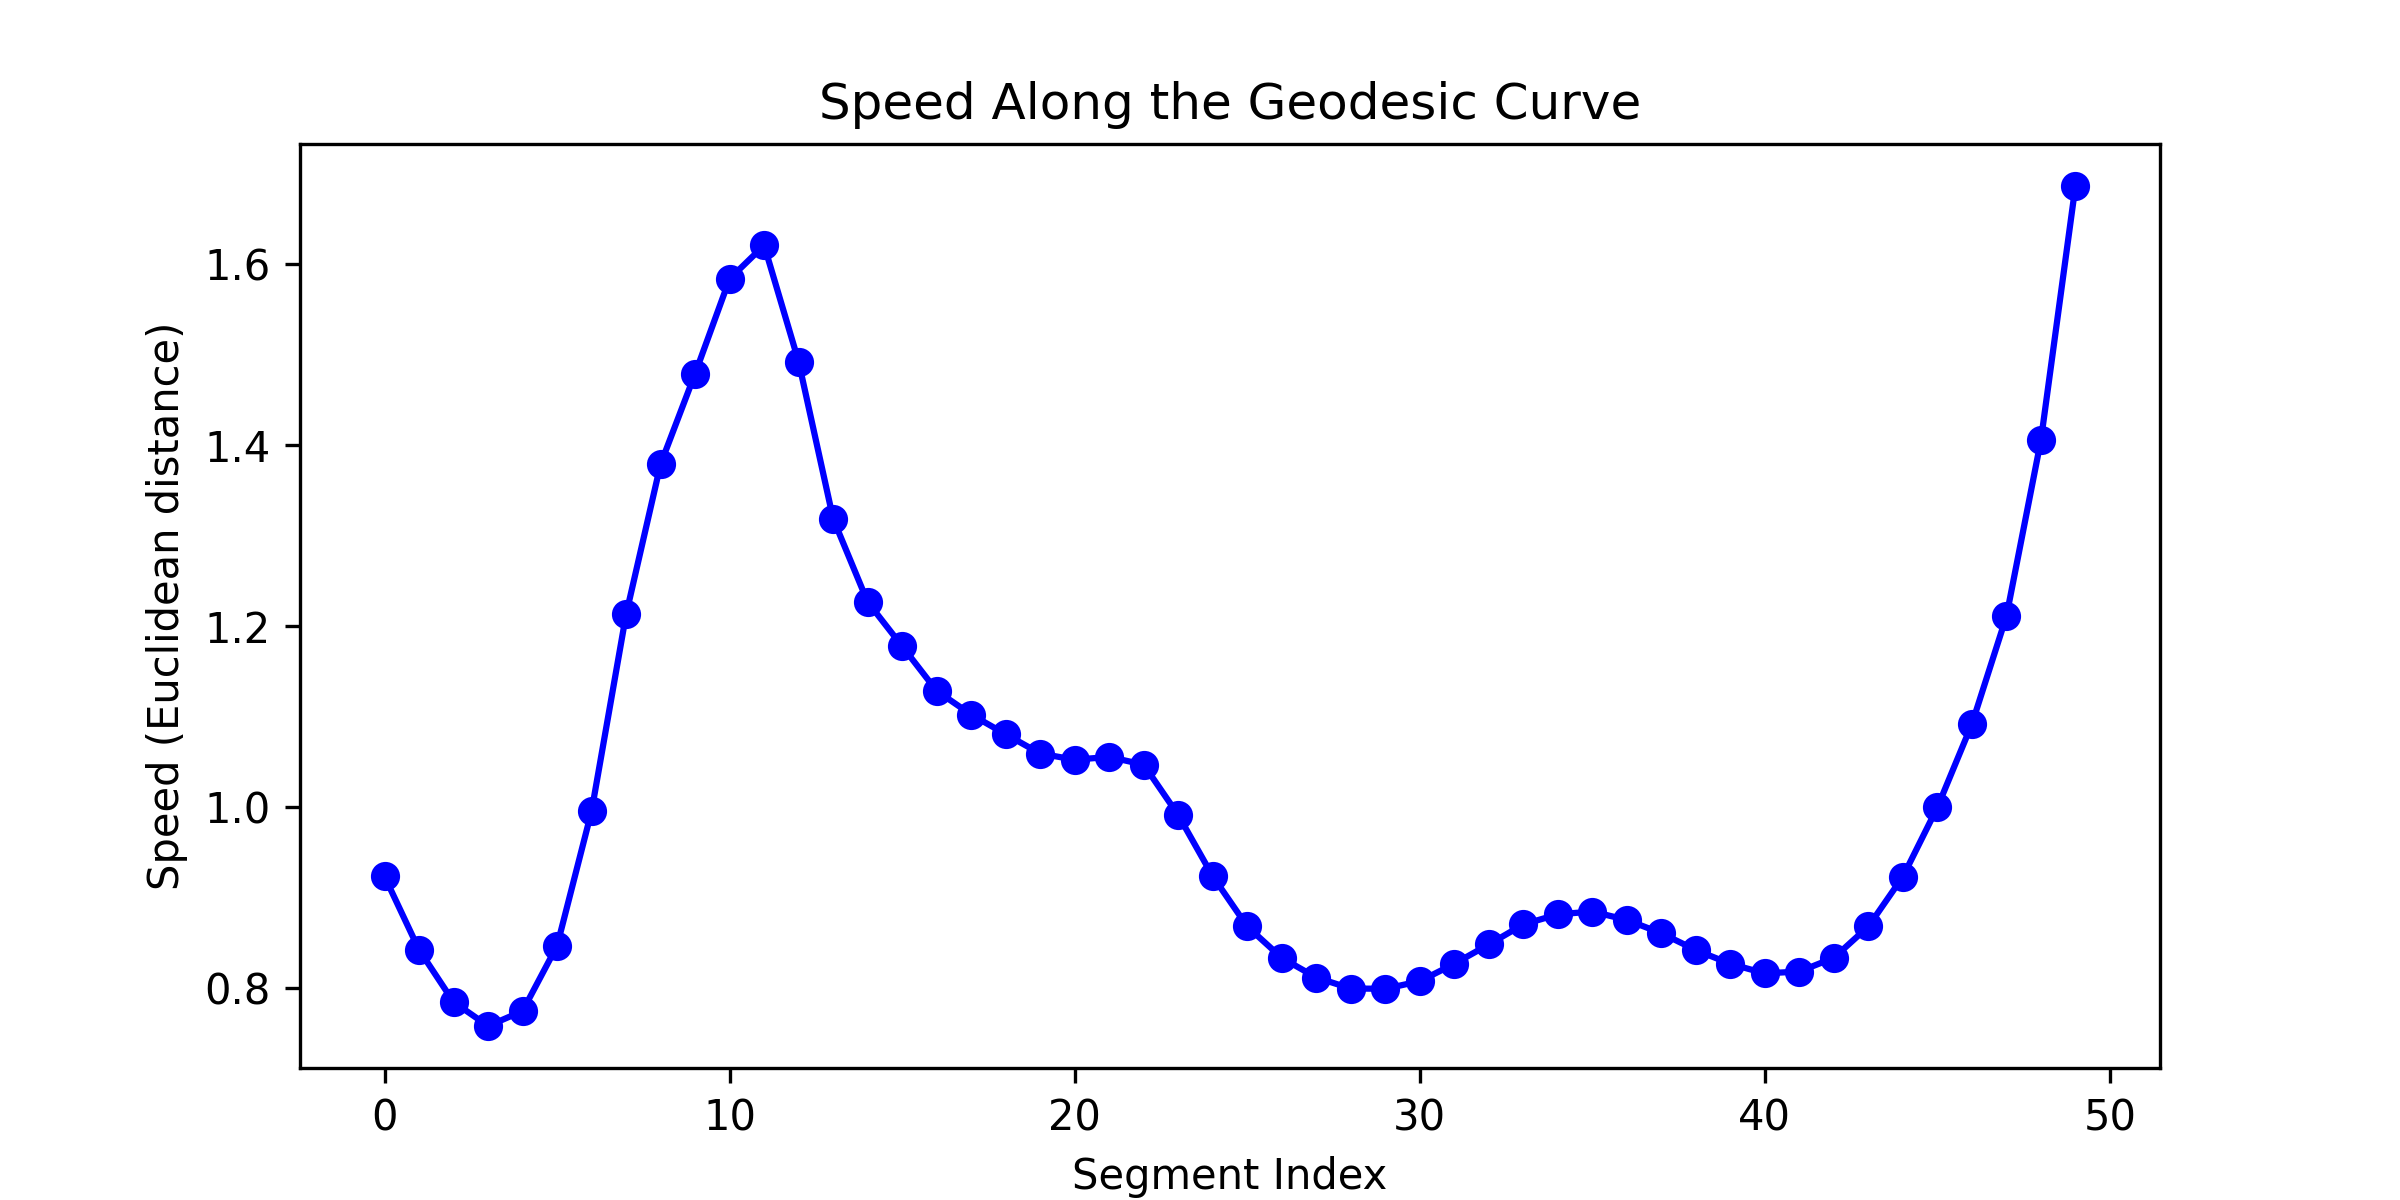 Speed Along the Geodesic Curve
Speed (Euclidean distance)
1.6
1.4
1.2
1.0
0.8
0 10 20 30 40 50
Segment Index